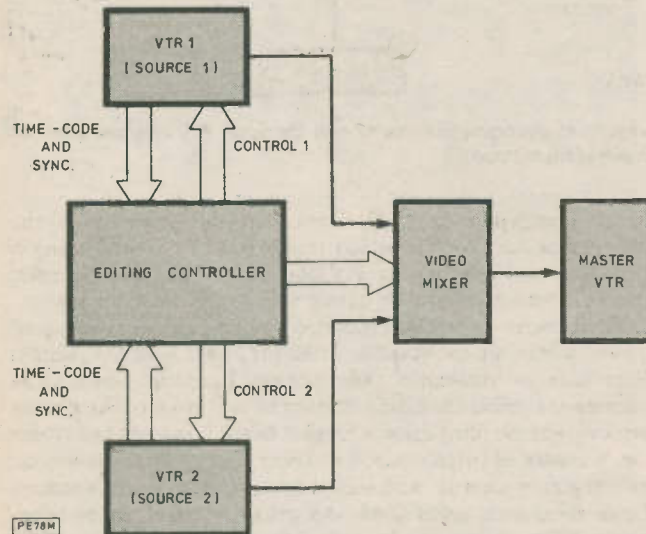 VTR 1
(SOURCE 1)
TIME-CODE
AND
SYNC.
CONTROL 1
EDITING CONTROLLER
VIDEO
MIXER
MASTER
VTR
TIME-CODE
AND
SYNC.
CONTROL 2
VTR 2
(SOURCE 2)
PE78M